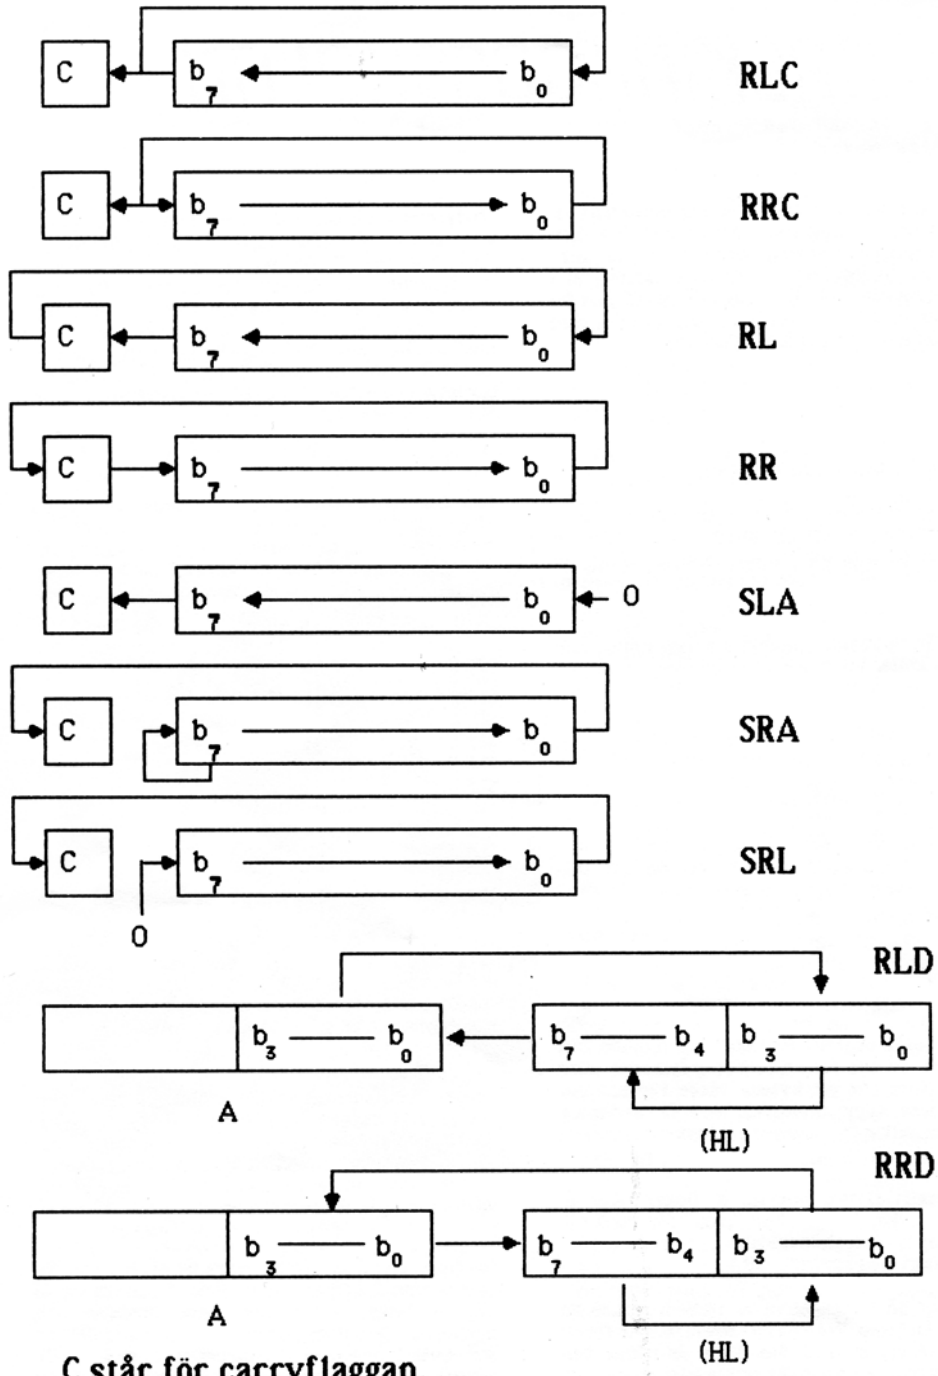 C b7 b0 RLC
C b7 b0 RRC
C b7 b0 RL
C b7 b0 RR
C b7 b0 0 SLA
C b7 b0 SRA
C b7 b0 SRL
0
RLD
b3 b0 b7 b4 b3 b0
A
(HL)
RRD
b3 b0 b7 b4 b3 b0
A
(HL)
C står för carryflaggan